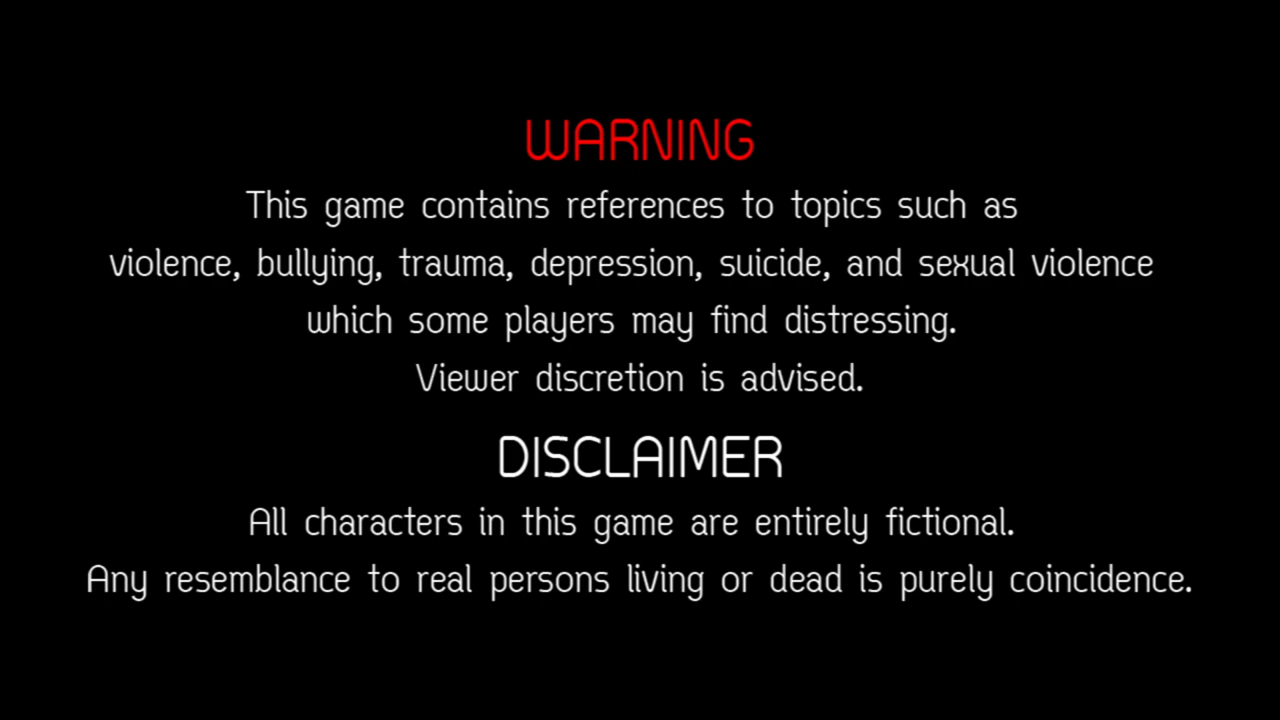 WARNING
This game contains references to topics such as
violence, bullying, trauma, depression, suicide, and sexual violence
which some players may find distressing.
Viewer discretion is advised.
DISCLAIMER
All characters in this game are entirely fictional.
Any resemblance to real persons living or dead is purely coincidence.